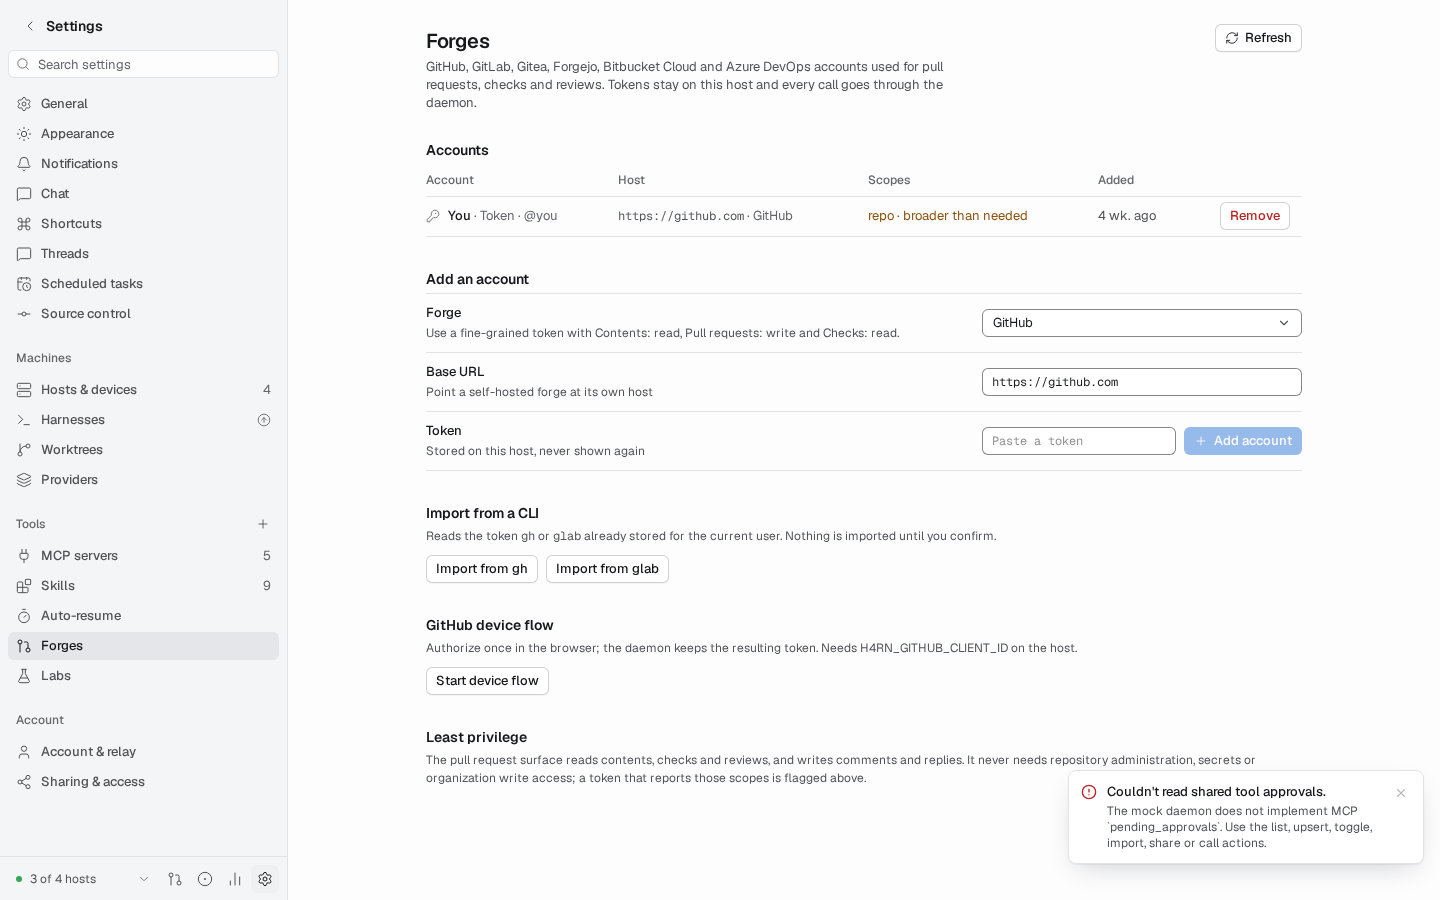 Settings
Search settings
General
Appearance
Notifications
Chat
Shortcuts
Threads
Scheduled tasks
Source control
Machines
Hosts & devices 4
Harnesses
Worktrees
Providers
Tools
MCP servers 5
Skills 9
Auto-resume
Forges
Labs
Account
Account & relay
Sharing & access
3 of 4 hosts
Forges
Refresh
GitHub, GitLab, Gitea, Forgejo, Bitbucket Cloud and Azure DevOps accounts used for pull
requests, checks and reviews. Tokens stay on this host and every call goes through the
daemon.
Accounts
Account Host Scopes Added
You · Token · @you https://github.com · GitHub repo · broader than needed 4 wk. ago Remove
Add an account
Forge
Use a fine-grained token with Contents: read, Pull requests: write and Checks: read.
GitHub
Base URL
Point a self-hosted forge at its own host
https://github.com
Token
Stored on this host, never shown again
Paste a token
Add account
Import from a CLI
Reads the token gh or glab already stored for the current user. Nothing is imported until you confirm.
Import from gh Import from glab
GitHub device flow
Authorize once in the browser; the daemon keeps the resulting token. Needs H4RN_GITHUB_CLIENT_ID on the host.
Start device flow
Least privilege
The pull request surface reads contents, checks and reviews, and writes comments and replies. It never needs repository administration, secrets or
organization write access; a token that reports those scopes is flagged above.
Couldn't read shared tool approvals.
The mock daemon does not implement MCP
`pending_approvals`. Use the list, upsert, toggle,
import, share or call actions.